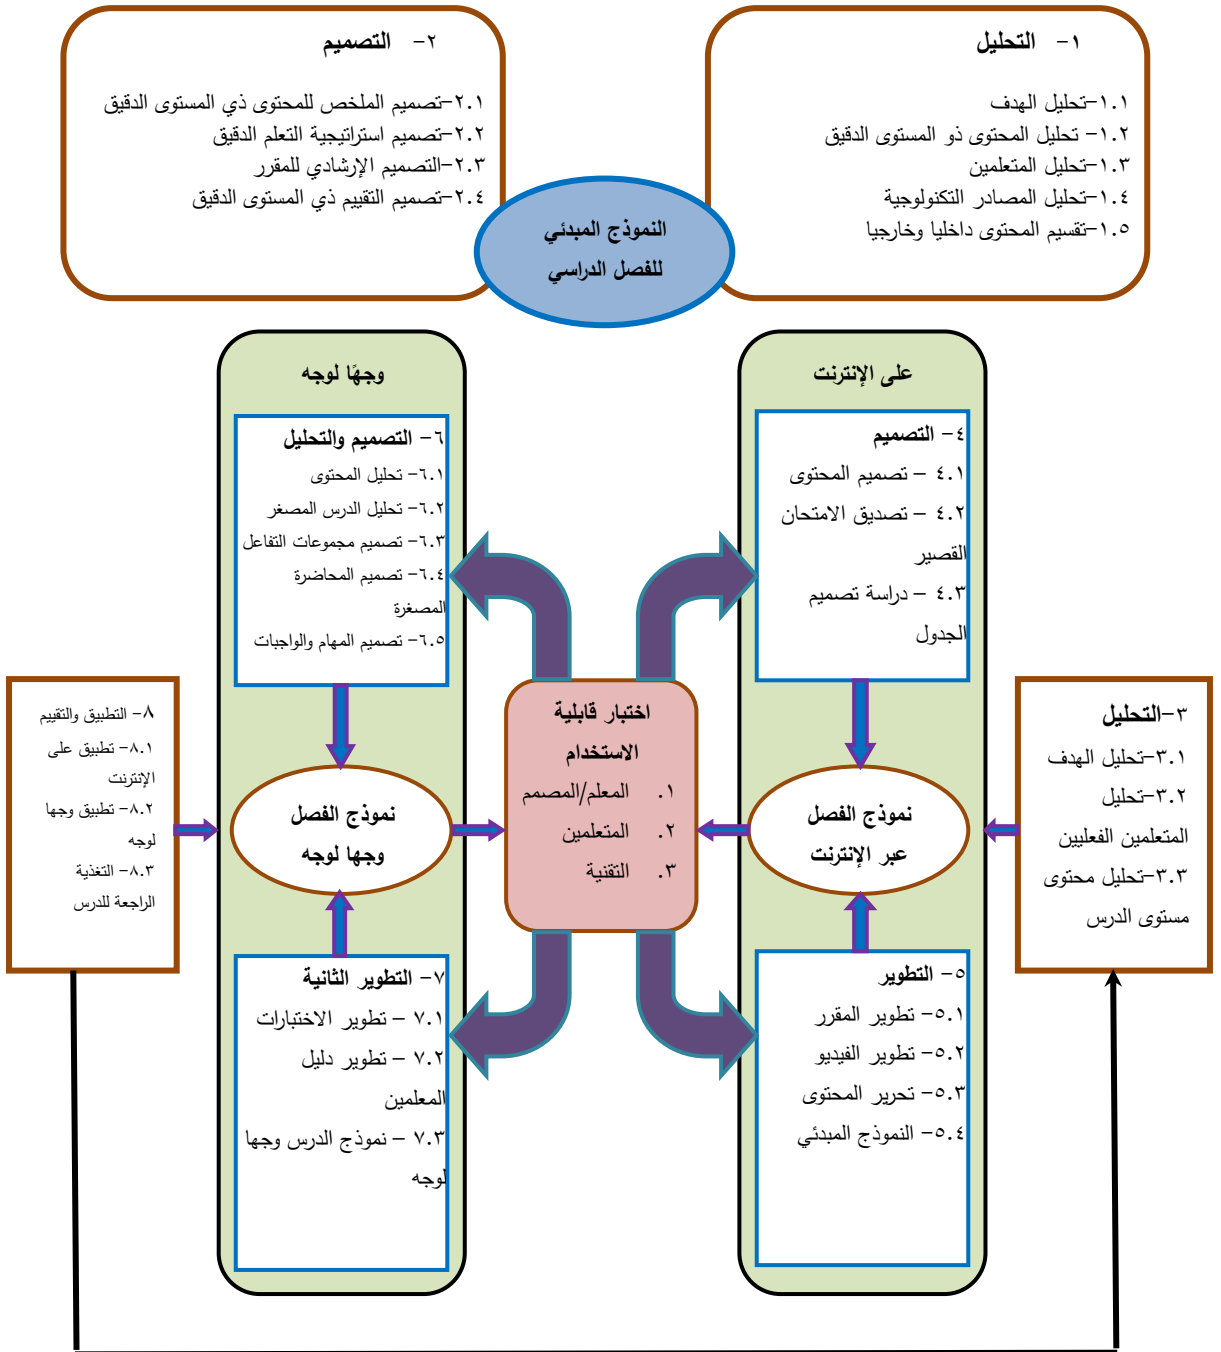 ١- التحليل
١.١-تحليل الهدف
١.٢- تحليل المحتوى ذو المستوى الدقيق
١.٣-تحليل المتعلمين
١.٤-تحليل المصادر التكنولوجية
١.٥-تقسيم المحتوى داخليا وخارجيا
٢- التصميم
٢.١-تصميم الملخص للمحتوى ذي المستوى الدقيق
٢.٢-تصميم استراتيجية التعلم الدقيق
٢.٣-التصميم الإرشادي للمقرر
٢.٤-تصميم التقييم ذي المستوى الدقيق
النموذج المبدئي
للفصل الدراسي
على الإنترنت
٤- التصميم
٤.١ – تصميم المحتوى
٤.٢ – تصديق الامتحان
القصير
٤.٣ – دراسة تصميم
الجدول
وجهًا لوجه
٦- التصميم والتحليل
٦.١- تحليل المحتوى
٦.٢- تحليل الدرس المصغر
٦.٣- تصميم مجموعات التفاعل
٦.٤- تصميم المحاضرة
المصغرة
٦.٥- تصميم المهام والواجبات
٣-التحليل
٣.١-تحليل الهدف
٣.٢-تحليل
المتعلمين الفعليين
٣.٣-تحليل محتوى
مستوى الدرس
نموذج الفصل
عبر الإنترنت
اختبار قابلية
الاستخدام
١. المعلم/المصمم
٢. المتعلمين
٣. التقنية
نموذج الفصل
وجها لوجه
٨- التطبيق والتقييم
٨.١- تطبيق على
الإنترنت
٨.٢- تطبيق وجها
لوجه
٨.٣- التغذية
الراجعة للدرس
٥- التطوير
٥.١- تطوير المقرر
٥.٢- تطوير الفيديو
٥.٣- تحرير المحتوى
٥.٤- النموذج المبدئي
٧- التطوير الثانية
٧.١ – تطوير الاختبارات
٧.٢ – تطوير دليل
المعلمين
٧.٣ – نموذج الدرس وجها
لوجه